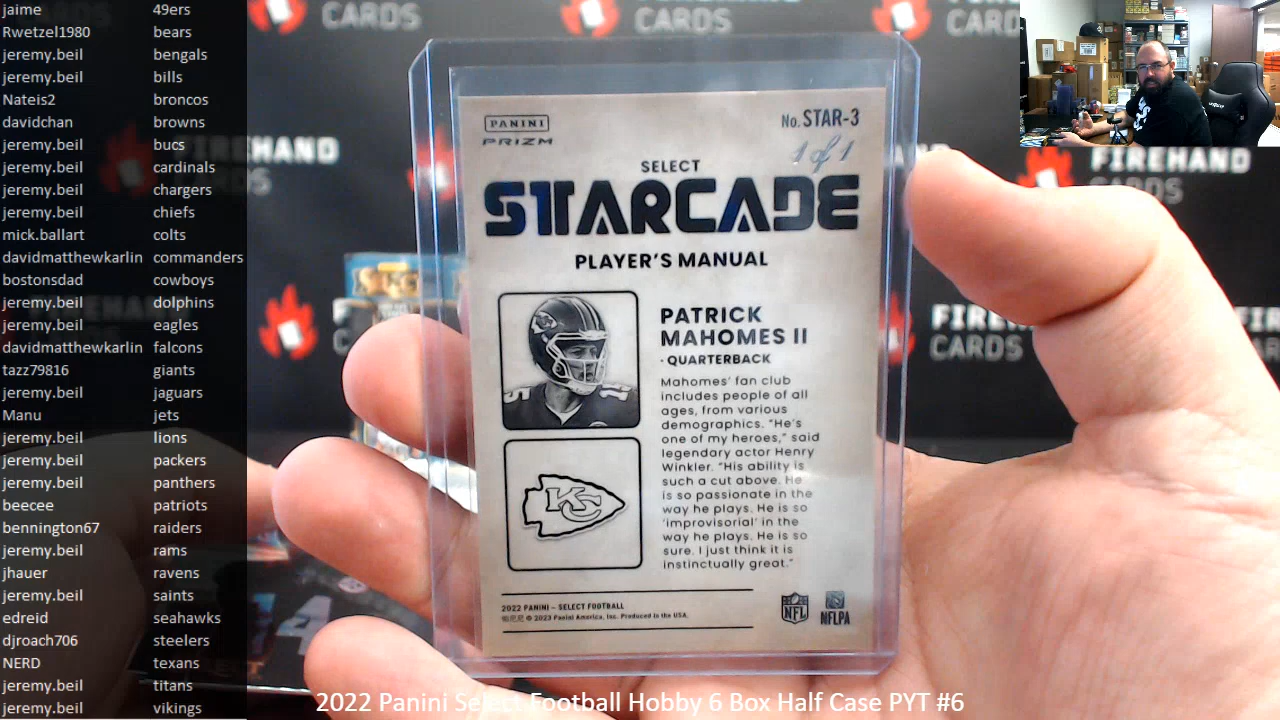 jaime 49ers
Rwetzel1980 bears
jeremy.beil bengals
jeremy.beil bills
Nateis2 broncos
davidchan browns
jeremy.beil bucs
jeremy.beil cardinals
jeremy.beil chargers
jeremy.beil chiefs
mick.ballart colts
davidmatthewkarlin commanders
bostonsdad cowboys
jeremy.beil dolphins
jeremy.beil eagles
davidmatthewkarlin falcons
tazz79816 giants
jeremy.beil jaguars
Manu jets
jeremy.beil lions
jeremy.beil packers
jeremy.beil panthers
beecee patriots
bennington67 raiders
jeremy.beil rams
jhauer ravens
jeremy.beil saints
edreid seahawks
djroach706 steelers
NERD texans
jeremy.beil titans
jeremy.beil vikings
CARDS
CARDS
CARDS
FIREHAND
CARDS
FIREHAND
CARDS
CARDS
PANINI
PRIZM
No. STAR-3
1 of 1
SELECT
STARCADE
PLAYER'S MANUAL
PATRICK
MAHOMES II
· QUARTERBACK
Mahomes' fan club
includes people of all
ages, from various
demographics. "He's
one of my heroes," said
legendary actor Henry
Winkler. "His ability is
such a cut above. He
is so passionate in the
way he plays. He is so
'improvisorial' in the
way he plays. He is so
sure. I just think it is
instinctually great."
KC
2022 PANINI – SELECT FOOTBALL
© 2023 Panini America, Inc. Produced in the USA.
NFL
NFLPA
FIREHAND
CARDS
2022 Panini Select Football Hobby 6 Box Half Case PYT #6